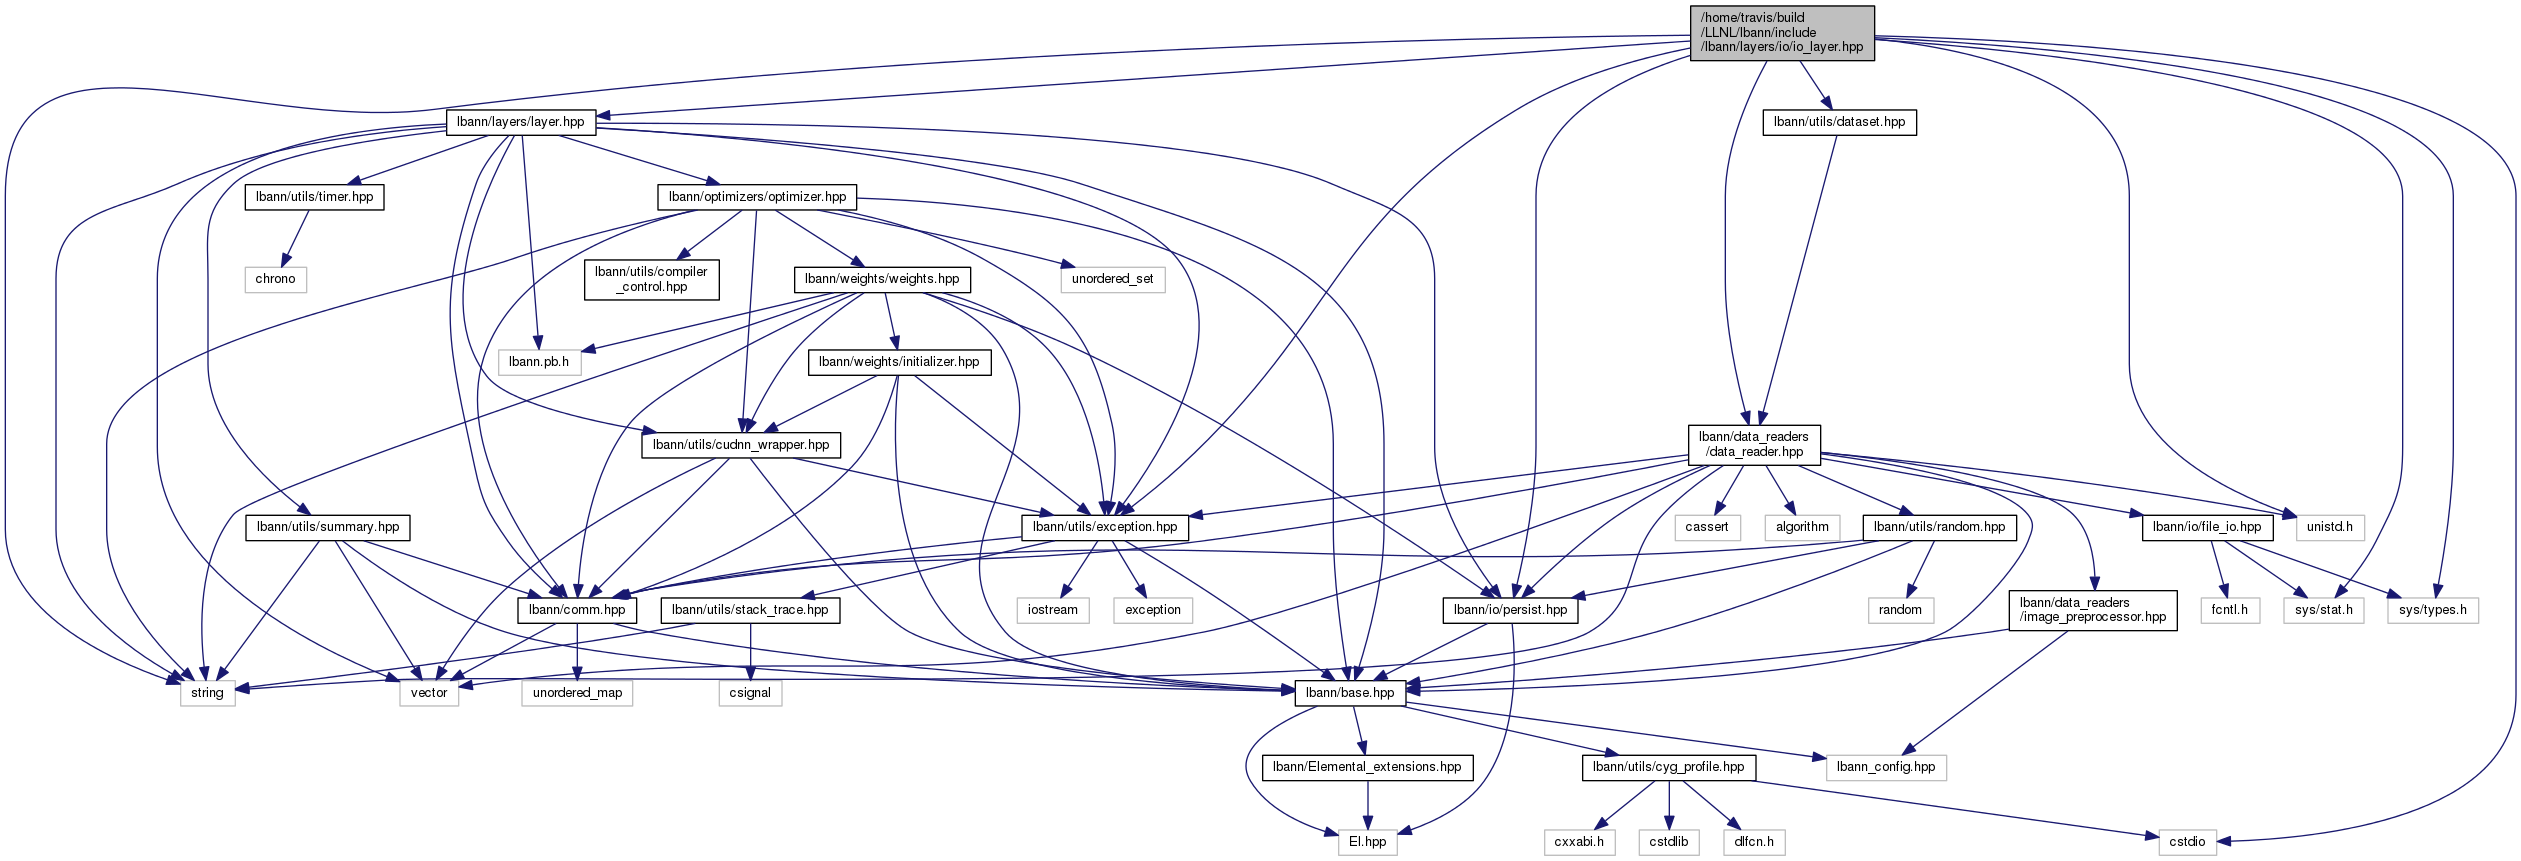 /home/travis/build
/LLNL/lbann/include
/lbann/layers/io/io_layer.hpp
lbann/layers/layer.hpp
lbann/utils/dataset.hpp
lbann/utils/timer.hpp
lbann/optimizers/optimizer.hpp
chrono
lbann/utils/compiler
_control.hpp
lbann/weights/weights.hpp
unordered_set
lbann.pb.h
lbann/weights/initializer.hpp
lbann/utils/cudnn_wrapper.hpp
lbann/data_readers
/data_reader.hpp
lbann/utils/summary.hpp
lbann/utils/exception.hpp
cassert
algorithm
lbann/utils/random.hpp
lbann/io/file_io.hpp
unistd.h
lbann/comm.hpp
lbann/utils/stack_trace.hpp
iostream
exception
lbann/io/persist.hpp
random
lbann/data_readers
/image_preprocessor.hpp
fcntl.h
sys/stat.h
sys/types.h
string
vector
unordered_map
csignal
lbann/base.hpp
lbann/Elemental_extensions.hpp
lbann/utils/cyg_profile.hpp
lbann_config.hpp
El.hpp
cxxabi.h
cstdlib
dlfcn.h
cstdio